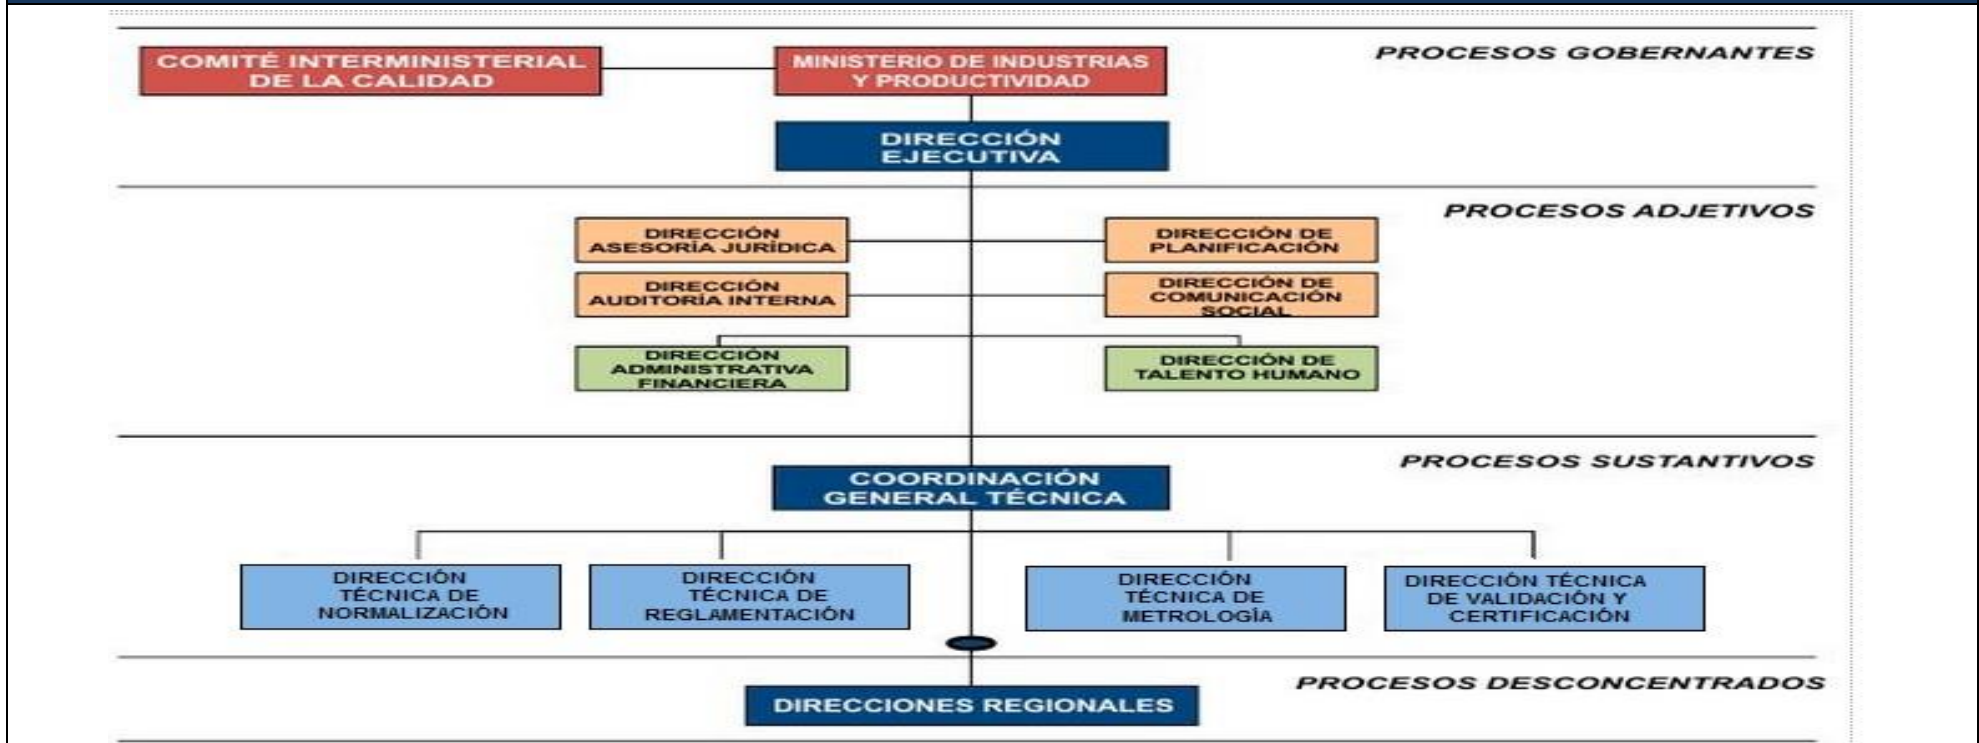 PROCESOS GOBERNANTES
COMITÉ INTERMINISTERIAL
DE LA CALIDAD
MINISTERIO DE INDUSTRIAS
Y PRODUCTIVIDAD
DIRECCIÓN
EJECUTIVA
PROCESOS ADJETIVOS
DIRECCIÓN
ASESORÍA JURÍDICA
DIRECCIÓN DE
PLANIFICACIÓN
DIRECCIÓN
AUDITORÍA INTERNA
DIRECCIÓN DE
COMUNICACIÓN
SOCIAL
DIRECCIÓN
ADMINISTRATIVA
FINANCIERA
DIRECCIÓN DE
TALENTO HUMANO
PROCESOS SUSTANTIVOS
COORDINACIÓN
GENERAL TÉCNICA
DIRECCIÓN
TÉCNICA DE
NORMALIZACIÓN
DIRECCIÓN
TÉCNICA DE
REGLAMENTACIÓN
DIRECCIÓN
TÉCNICA DE
METROLOGÍA
DIRECCIÓN TÉCNICA
DE VALIDACIÓN Y
CERTIFICACIÓN
PROCESOS DESCONCENTRADOS
DIRECCIONES REGIONALES